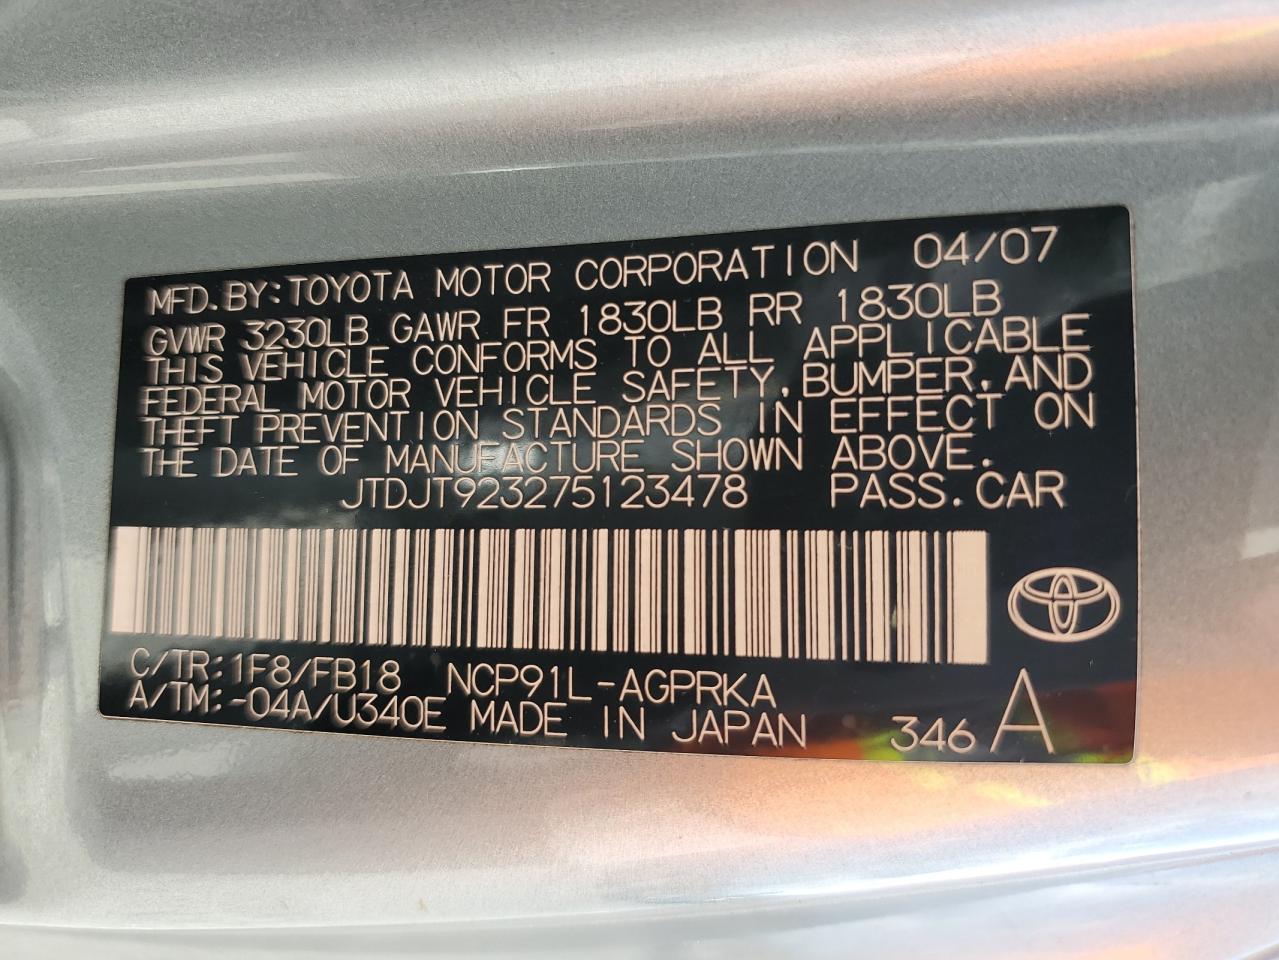 MFD.BY:TOYOTA MOTOR CORPORATION 04/07
GVWR 3230LB GAWR FR 1830LB RR 1830LB
THIS VEHICLE CONFORMS TO ALL APPLICABLE
FEDERAL MOTOR VEHICLE SAFETY,BUMPER,AND
THEFT PREVENTION STANDARDS IN EFFECT ON
THE DATE OF MANUFACTURE SHOWN ABOVE.
JTDJT923275123478 PASS.CAR
C/TR:1F8/FB18 NCP91L-AGPRKA
A/TM:-04A/U340E MADE IN JAPAN 346 A